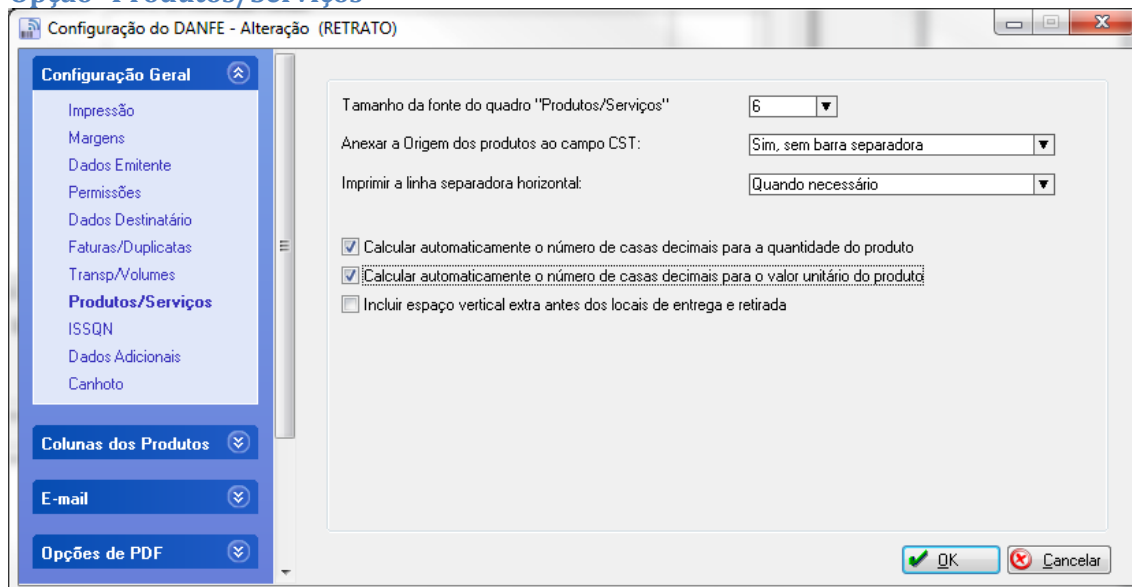 Opção "Produtos/Serviços"
Configuração do DANFE - Alteração (RETRATO)
Configuração Geral
Impressão
Margens
Dados Emitente
Permissões
Dados Destinatário
Faturas/Duplicatas
Transp/Volumes
Produtos/Serviços
ISSQN
Dados Adicionais
Canhoto
Colunas dos Produtos
E-mail
Opções de PDF
Tamanho da fonte do quadro "Produtos/Serviços"
6
Anexar a Origem dos produtos ao campo CST:
Sim, sem barra separadora
Imprimir a linha separadora horizontal:
Quando necessário
Calcular automaticamente o número de casas decimais para a quantidade do produto
Calcular automaticamente o número de casas decimais para o valor unitário do produto
Incluir espaço vertical extra antes dos locais de entrega e retirada
OK
Cancelar